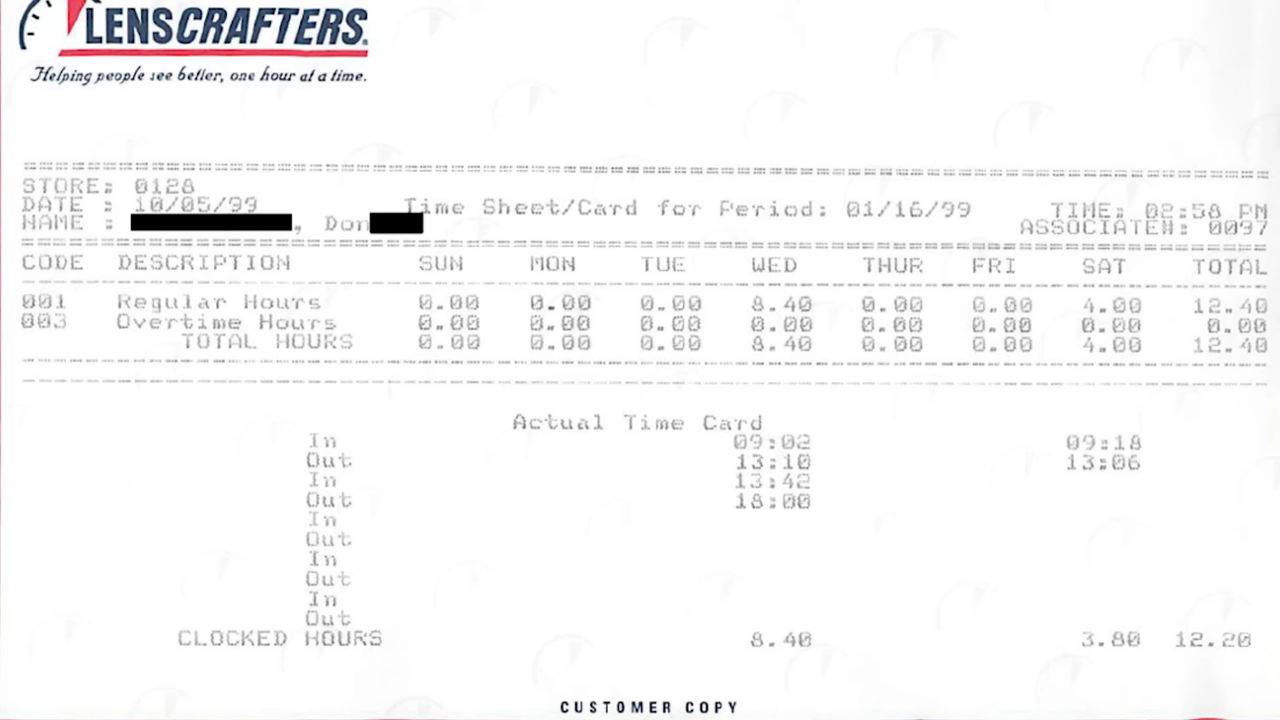 LENSCRAFTERS.
Helping people see better, one hour at a time.
STORE: 0128
DATE : 10/05/99 Time Sheet/Card for Period: 01/16/99 TIME: 02:58 PM
NAME : , Don ASSOCIATE#: 0097
CODE DESCRIPTION SUN MON TUE WED THUR FRI SAT TOTAL
001 Regular Hours 0.00 0.00 0.00 8.40 0.00 0.00 4.00 12.40
003 Overtime Hours 0.00 0.00 0.00 0.00 0.00 0.00 0.00 0.00
TOTAL HOURS 0.00 0.00 0.00 8.40 0.00 0.00 4.00 12.40
Actual Time Card
In 09:02 09:18
Out 13:10 13:06
In 13:42
Out 18:00
In
Out
In
Out
In
Out
CLOCKED HOURS 8.40 3.80 12.20
CUSTOMER COPY